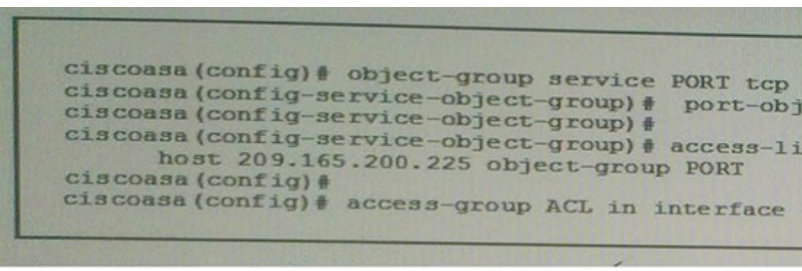 ciscoasa(config)# object-group service PORT tcp
ciscoasa(config-service-object-group)# port-obj
ciscoasa(config-service-object-group)#
ciscoasa(config-service-object-group)# access-li
host 209.165.200.225 object-group PORT
ciscoasa(config)#
ciscoasa(config)# access-group ACL in interface